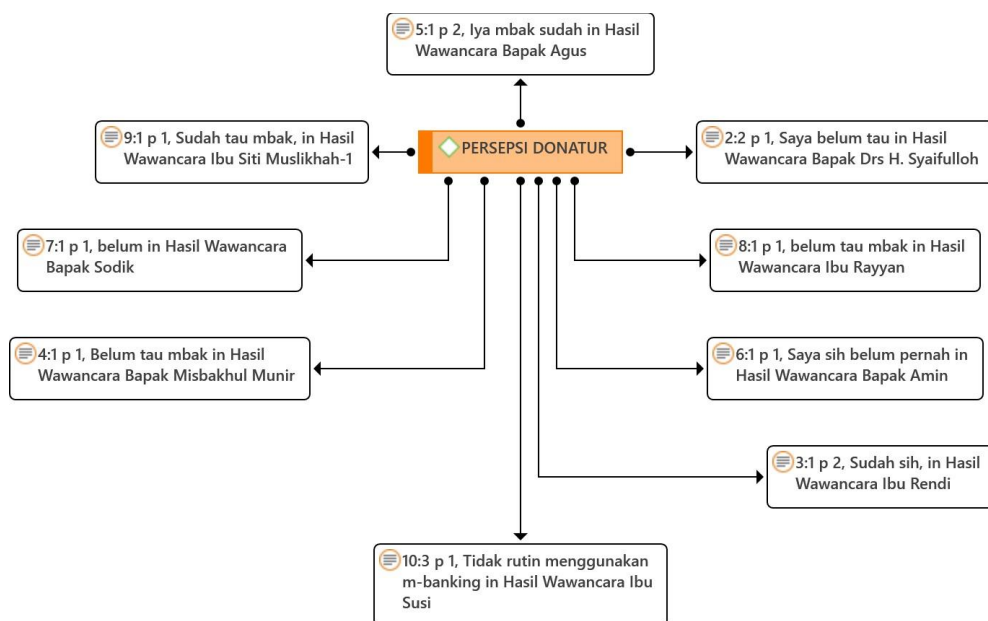 5:1 p 2, Iya mbak sudah in Hasil
Wawancara Bapak Agus
9:1 p 1, Sudah tau mbak, in Hasil
Wawancara Ibu Siti Muslikhah-1
PERSEPSI DONATUR
2:2 p 1, Saya belum tau in Hasil
Wawancara Bapak Drs H. Syaifulloh
7:1 p 1, belum in Hasil Wawancara
Bapak Sodik
8:1 p 1, belum tau mbak in Hasil
Wawancara Ibu Rayyan
4:1 p 1, Belum tau mbak in Hasil
Wawancara Bapak Misbakhul Munir
6:1 p 1, Saya sih belum pernah in
Hasil Wawancara Bapak Amin
3:1 p 2, Sudah sih, in Hasil
Wawancara Ibu Rendi
10:3 p 1, Tidak rutin menggunakan
m-banking in Hasil Wawancara Ibu
Susi